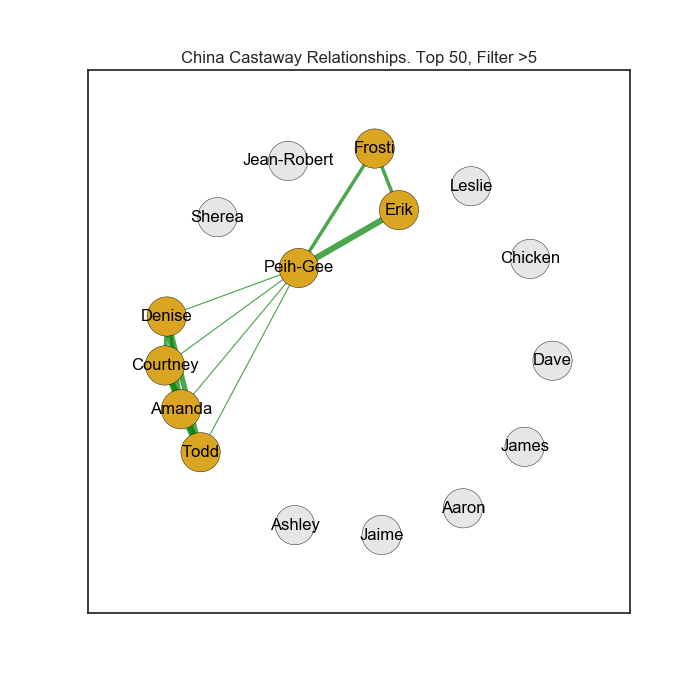 China Castaway Relationships. Top 50, Filter >5
Frosti
Jean-Robert
Leslie
Erik
Sherea
Chicken
Peih-Gee
Denise
Dave
Courtney
Amanda
James
Todd
Aaron
Ashley
Jaime